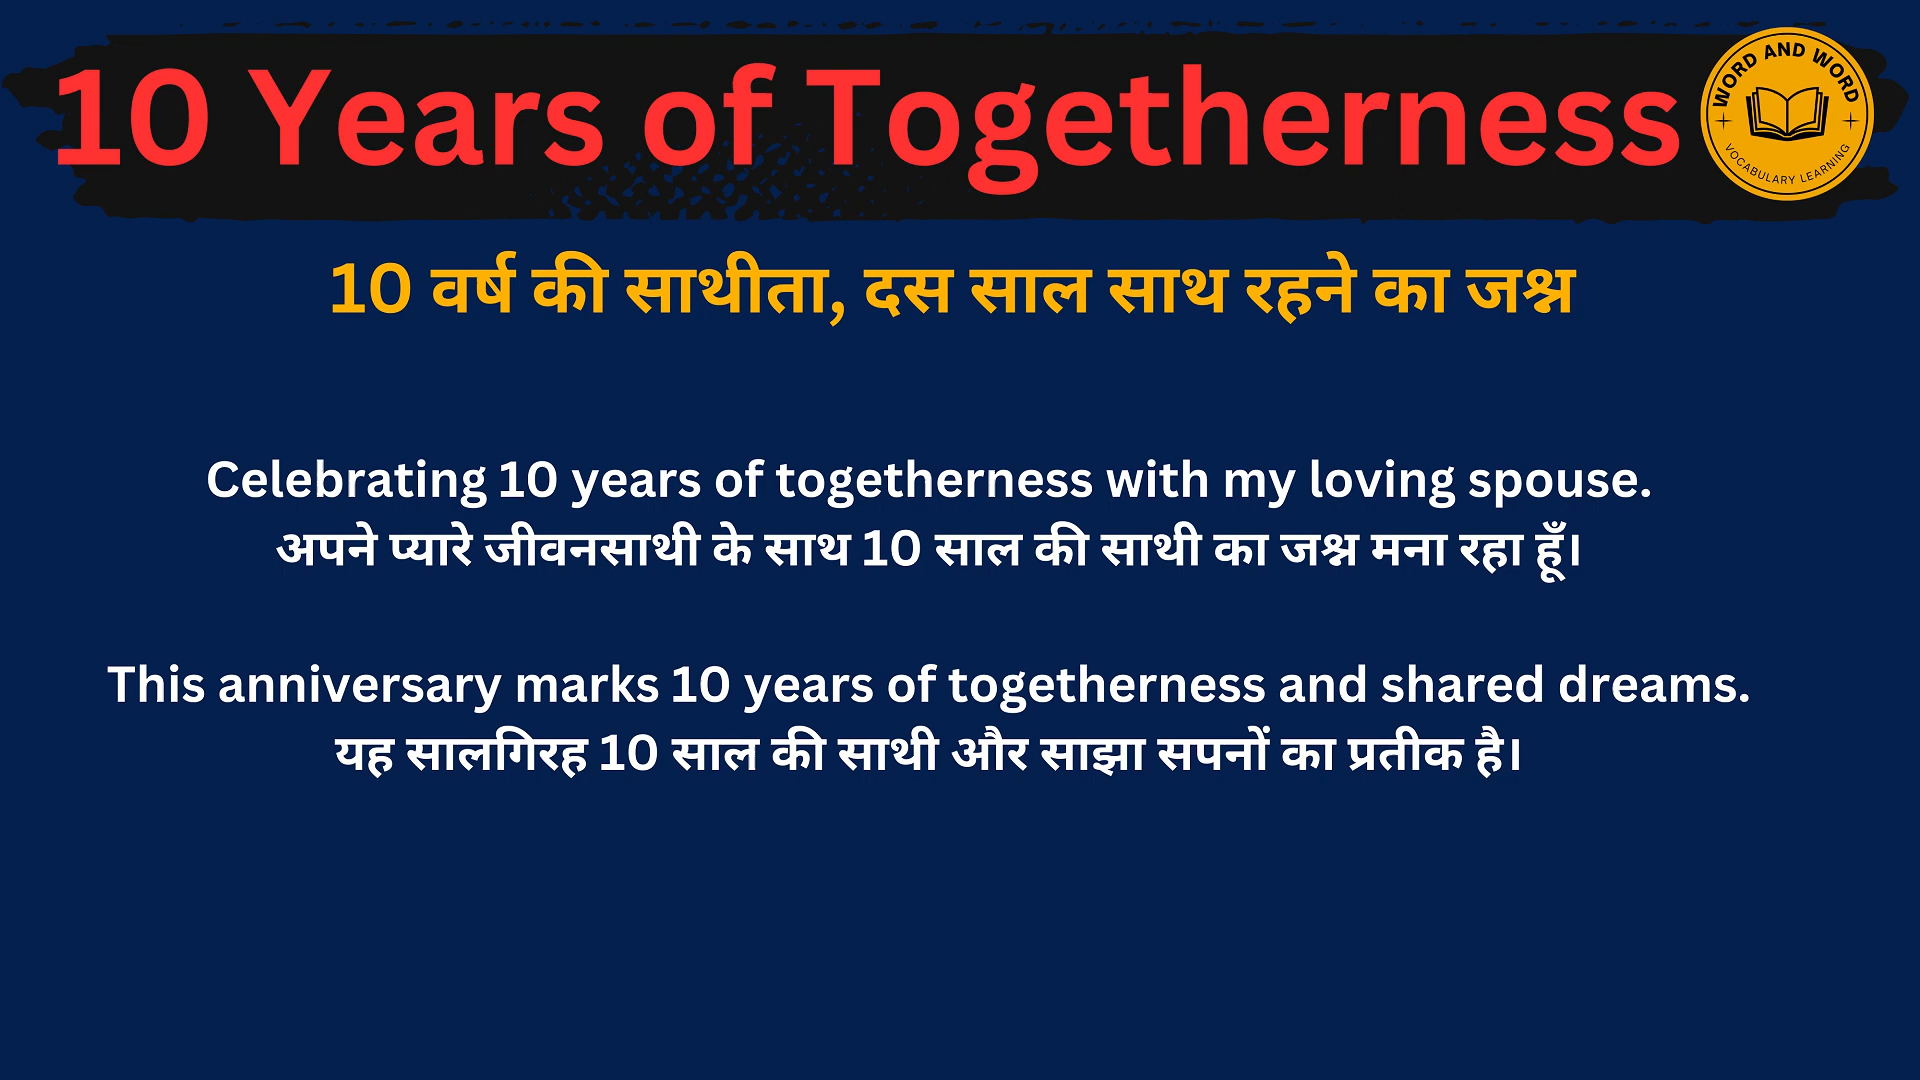 10 Years of Togetherness
WORD AND WORD
VOCABULARY LEARNING
10 वर्ष की साथीता, दस साल साथ रहने का जश्न
Celebrating 10 years of togetherness with my loving spouse.
अपने प्यारे जीवनसाथी के साथ 10 साल की साथी का जश्न मना रहा हूँ।
This anniversary marks 10 years of togetherness and shared dreams.
यह सालगिरह 10 साल की साथी और साझा सपनों का प्रतीक है।